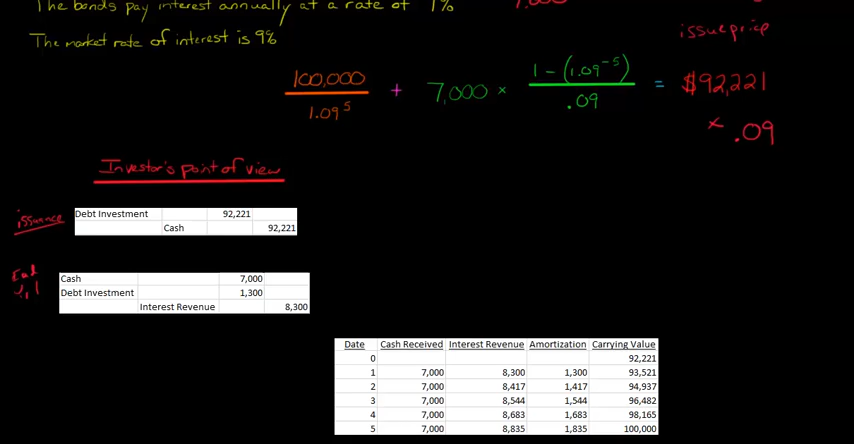 The bonds pay interest annually at a rate of 7%
7,000
The market rate of interest is 9%
issue price
100,000 / 1.09^5 + 7,000 × 1 - (1.09^-5) / .09 = $92,221
× .09
Investor's point of view
issuance
Debt Investment 92,221
Cash 92,221
Cash 7,000
Debt Investment 1,300
Interest Revenue 8,300
Date Cash Received Interest Revenue Amortization Carrying Value
0 92,221
1 7,000 8,300 1,300 93,521
2 7,000 8,417 1,417 94,937
3 7,000 8,544 1,544 96,482
4 7,000 8,683 1,683 98,165
5 7,000 8,835 1,835 100,000